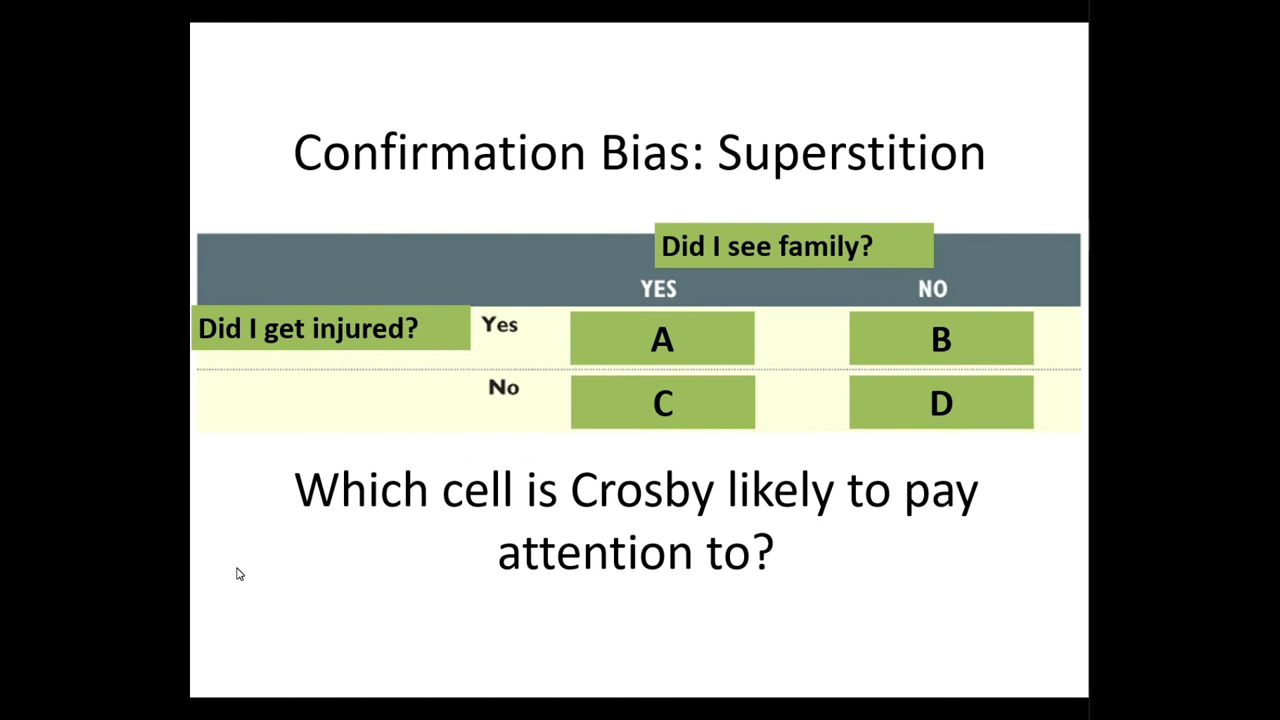 Confirmation Bias: Superstition
Did I see family?
YES NO
Did I get injured? Yes A B
No C D
Which cell is Crosby likely to pay
attention to?